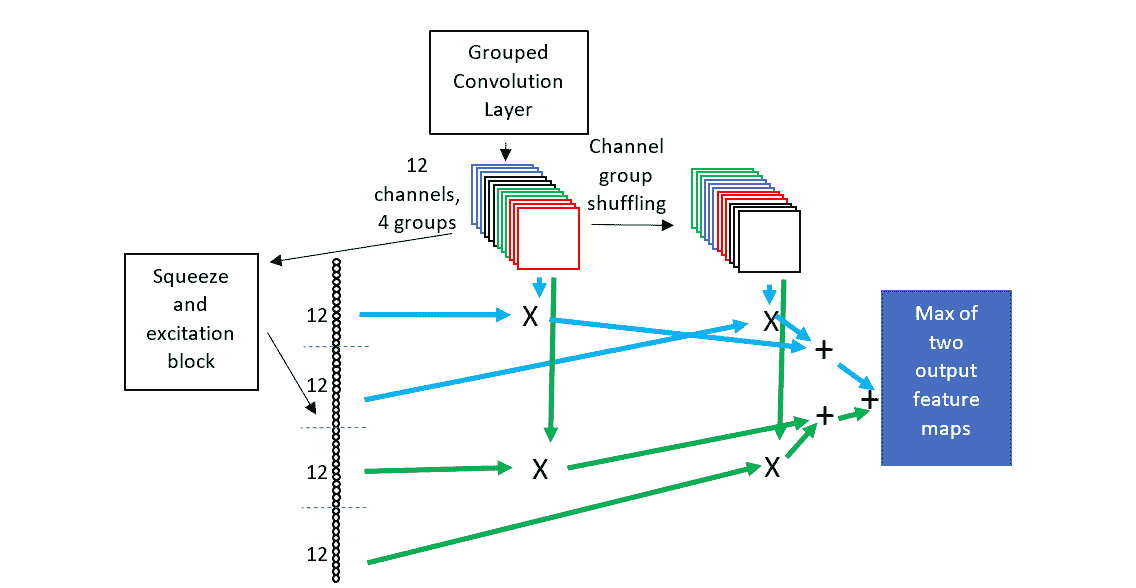 Grouped
Convolution
Layer
12
channels,
4 groups
Channel
group
shuffling
Squeeze
and
excitation
block
12
12
12
12
X
X
X
X
+
+
+
Max of
two
output
feature
maps